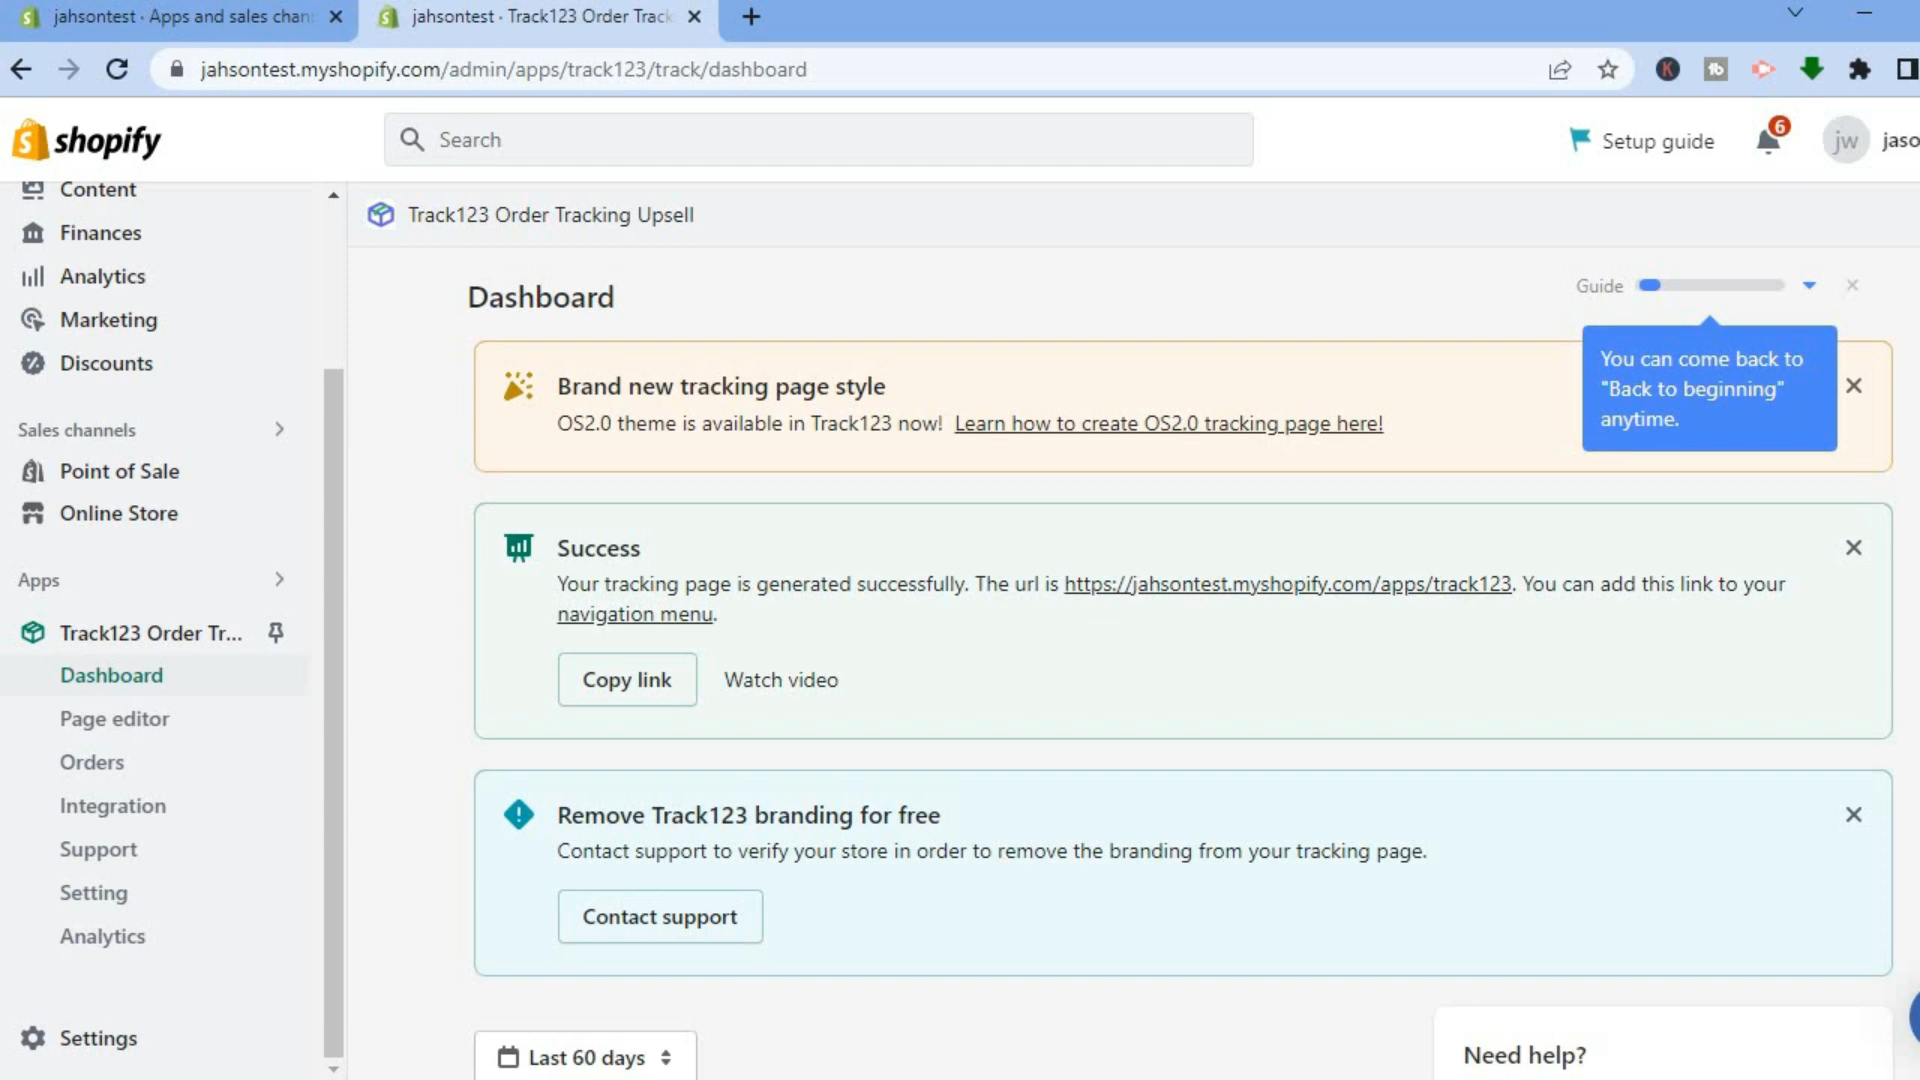 jahsontest · Apps and sales chan
jahsontest · Track123 Order Track
jahsontest.myshopify.com/admin/apps/track123/track/dashboard
K
tb
shopify
Search
Setup guide
6
jw
jaso
Content
Finances
Analytics
Marketing
Discounts
Sales channels
Point of Sale
Online Store
Apps
Track123 Order Tr...
Dashboard
Page editor
Orders
Integration
Support
Setting
Analytics
Settings
Track123 Order Tracking Upsell
Dashboard
Guide
You can come back to
"Back to beginning"
anytime.
Brand new tracking page style
OS2.0 theme is available in Track123 now! Learn how to create OS2.0 tracking page here!
Success
Your tracking page is generated successfully. The url is https://jahsontest.myshopify.com/apps/track123. You can add this link to your
navigation menu.
Copy link
Watch video
Remove Track123 branding for free
Contact support to verify your store in order to remove the branding from your tracking page.
Contact support
Last 60 days
Need help?